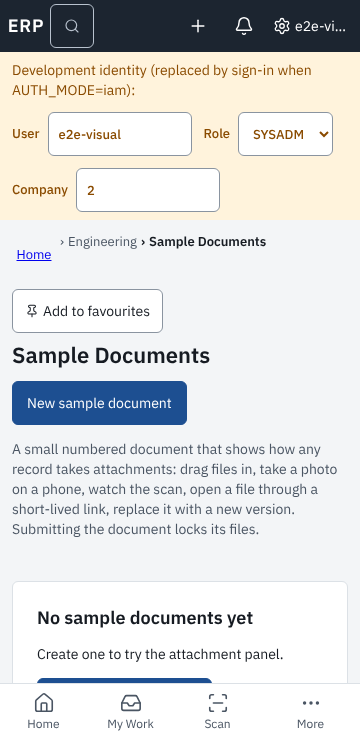 ERP
e2e-vi...
Development identity (replaced by sign-in when
AUTH_MODE=iam):
User e2e-visual Role SYSADM
Company 2
Home › Engineering › Sample Documents
Add to favourites
Sample Documents
New sample document
A small numbered document that shows how any
record takes attachments: drag files in, take a photo
on a phone, watch the scan, open a file through a
short-lived link, replace it with a new version.
Submitting the document locks its files.
No sample documents yet
Create one to try the attachment panel.
Home My Work Scan More